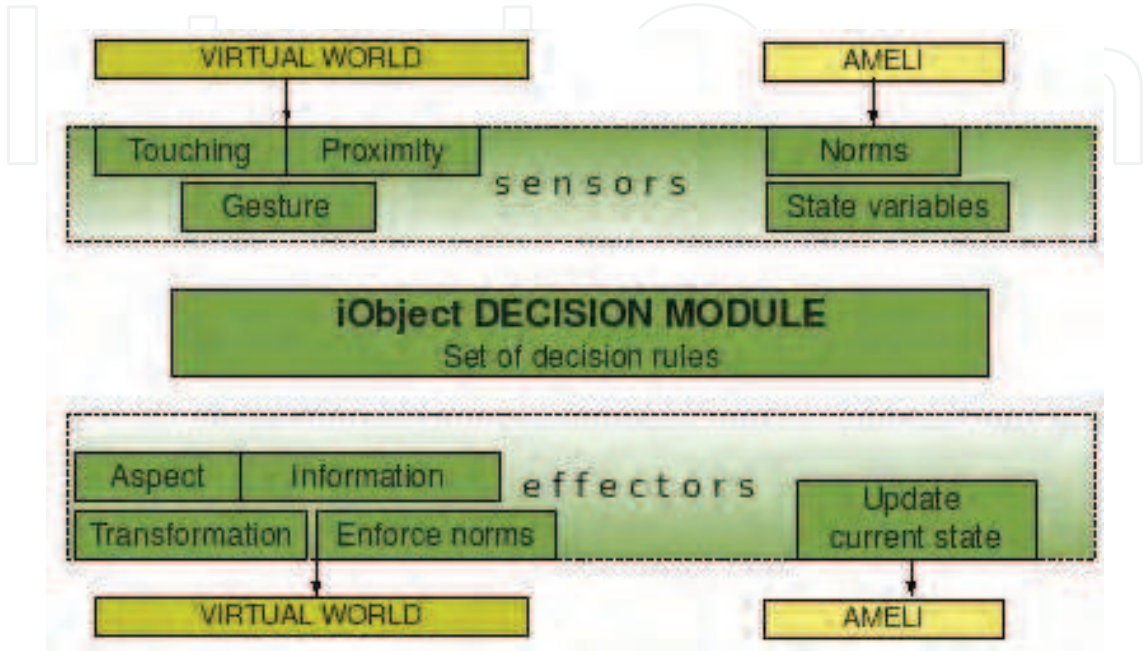 VIRTUAL WORLD
AMELI
Touching
Proximity
Norms
sensors
Gesture
State variables
iObject DECISION MODULE
Set of decision rules
Aspect
Information
effectors
Update
current state
Transformation
Enforce norms
VIRTUAL WORLD
AMELI